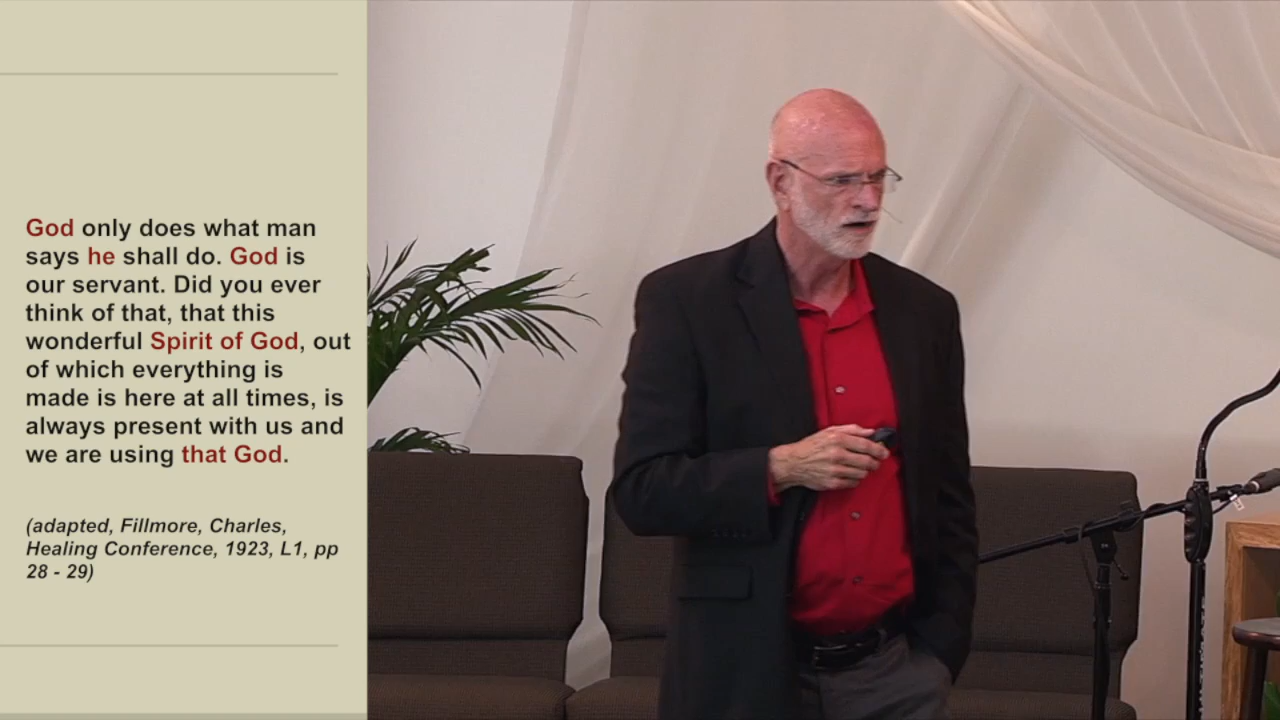 God only does what man
says he shall do. God is
our servant. Did you ever
think of that, that this
wonderful Spirit of God, out
of which everything is
made is here at all times, is
always present with us and
we are using that God.
(adapted, Fillmore, Charles,
Healing Conference, 1923, L1, pp
28 - 29)